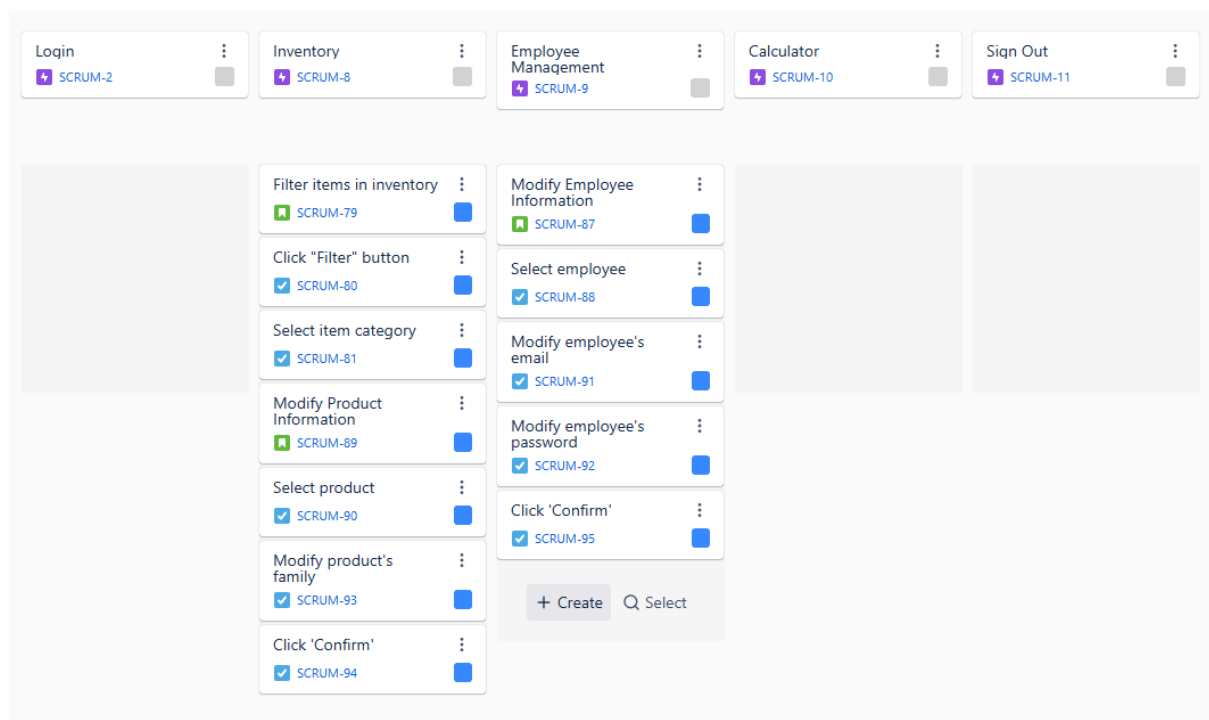 Login
SCRUM-2
Inventory
SCRUM-8
Employee
Management
SCRUM-9
Calculator
SCRUM-10
Sign Out
SCRUM-11
Filter items in inventory
SCRUM-79
Click "Filter" button
SCRUM-80
Select item category
SCRUM-81
Modify Product
Information
SCRUM-89
Select product
SCRUM-90
Modify product's
family
SCRUM-93
Click 'Confirm'
SCRUM-94
Modify Employee
Information
SCRUM-87
Select employee
SCRUM-88
Modify employee's
email
SCRUM-91
Modify employee's
password
SCRUM-92
Click 'Confirm'
SCRUM-95
+ Create Select